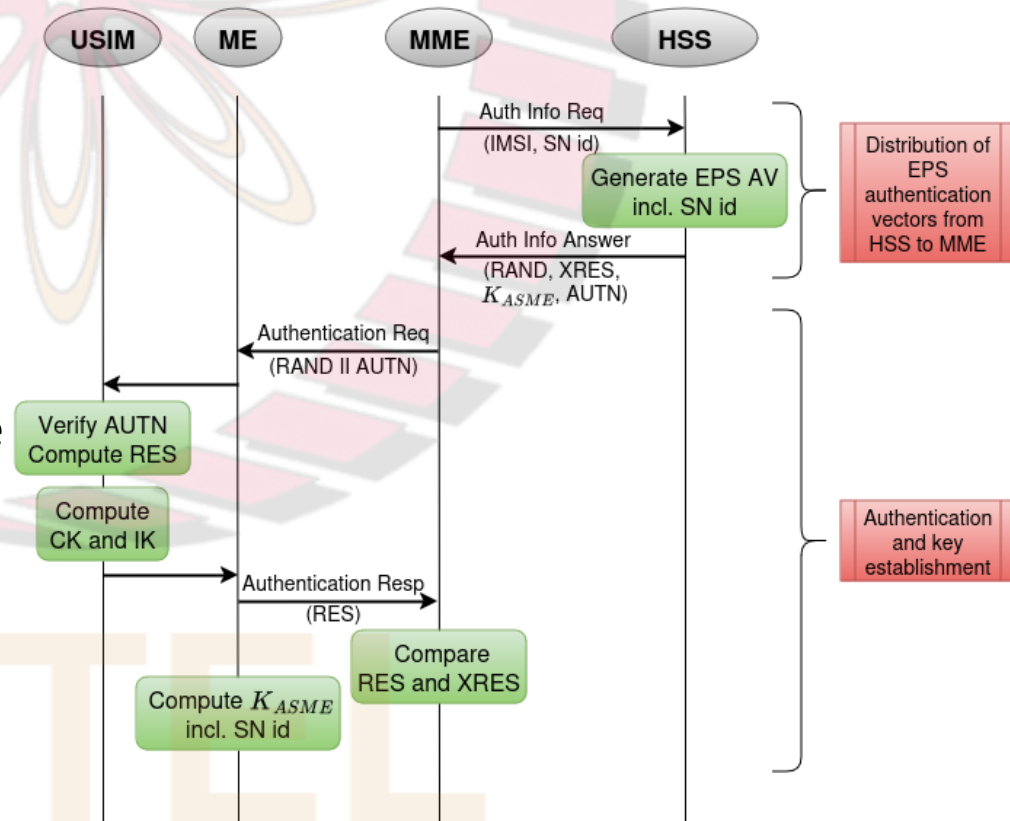 USIM
ME
MME
HSS
Auth Info Req
(IMSI, SN id)
Generate EPS AV
incl. SN id
Distribution of
EPS
authentication
vectors from
HSS to MME
Auth Info Answer
(RAND, XRES,
K_ASME, AUTN)
Authentication Req
(RAND II AUTN)
Verify AUTN
Compute RES
Compute
CK and IK
Authentication
and key
establishment
Authentication Resp
(RES)
Compare
RES and XRES
Compute K_ASME
incl. SN id
TEL